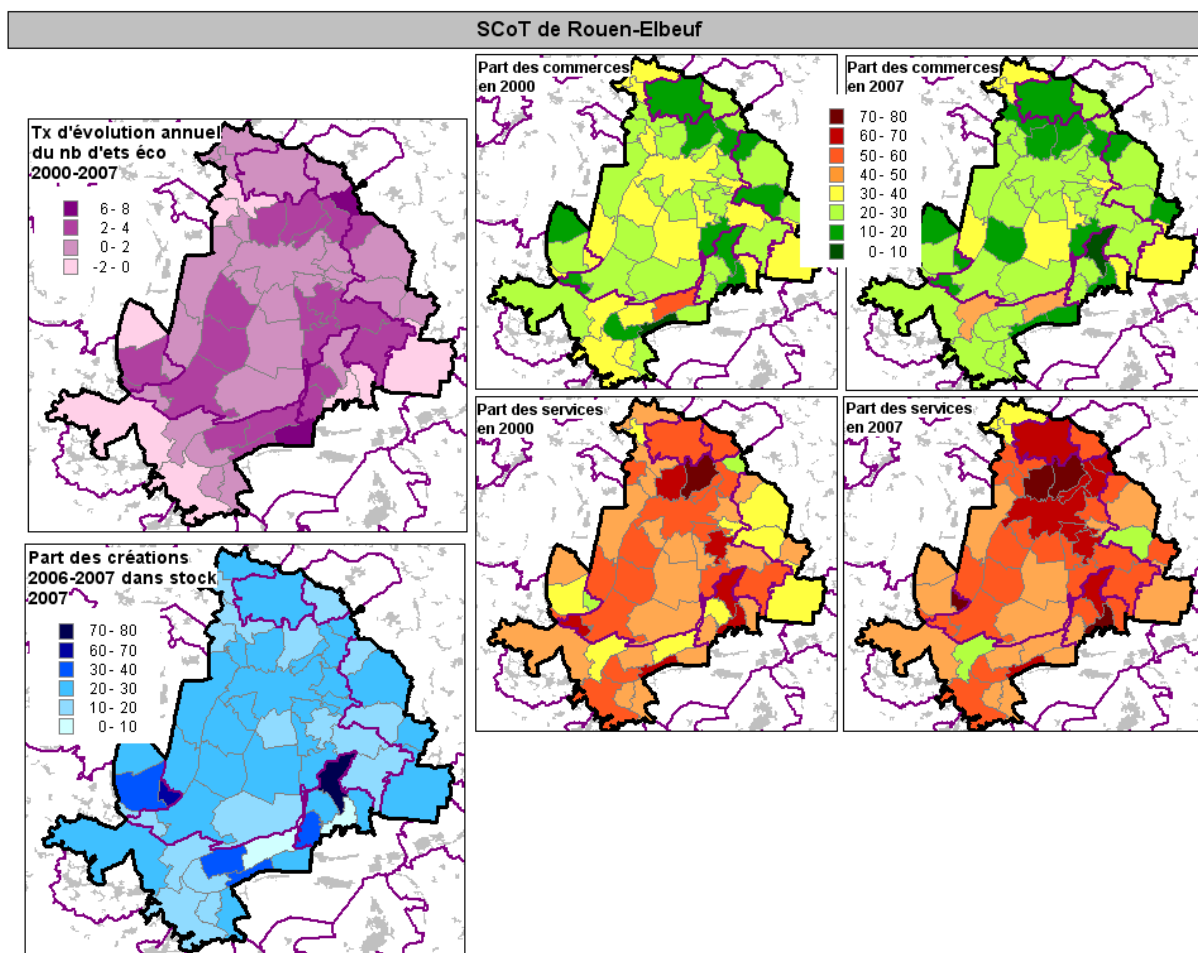 SCoT de Rouen-Elbeuf
Tx d'évolution annuel
du nb d'ets éco
2000-2007
6 - 8
2 - 4
0 - 2
-2 - 0
Part des commerces
en 2000
Part des commerces
en 2007
70 - 80
60 - 70
50 - 60
40 - 50
30 - 40
20 - 30
10 - 20
0 - 10
Part des services
en 2000
Part des services
en 2007
Part des créations
2006-2007 dans stock
2007
70 - 80
60 - 70
30 - 40
20 - 30
10 - 20
0 - 10